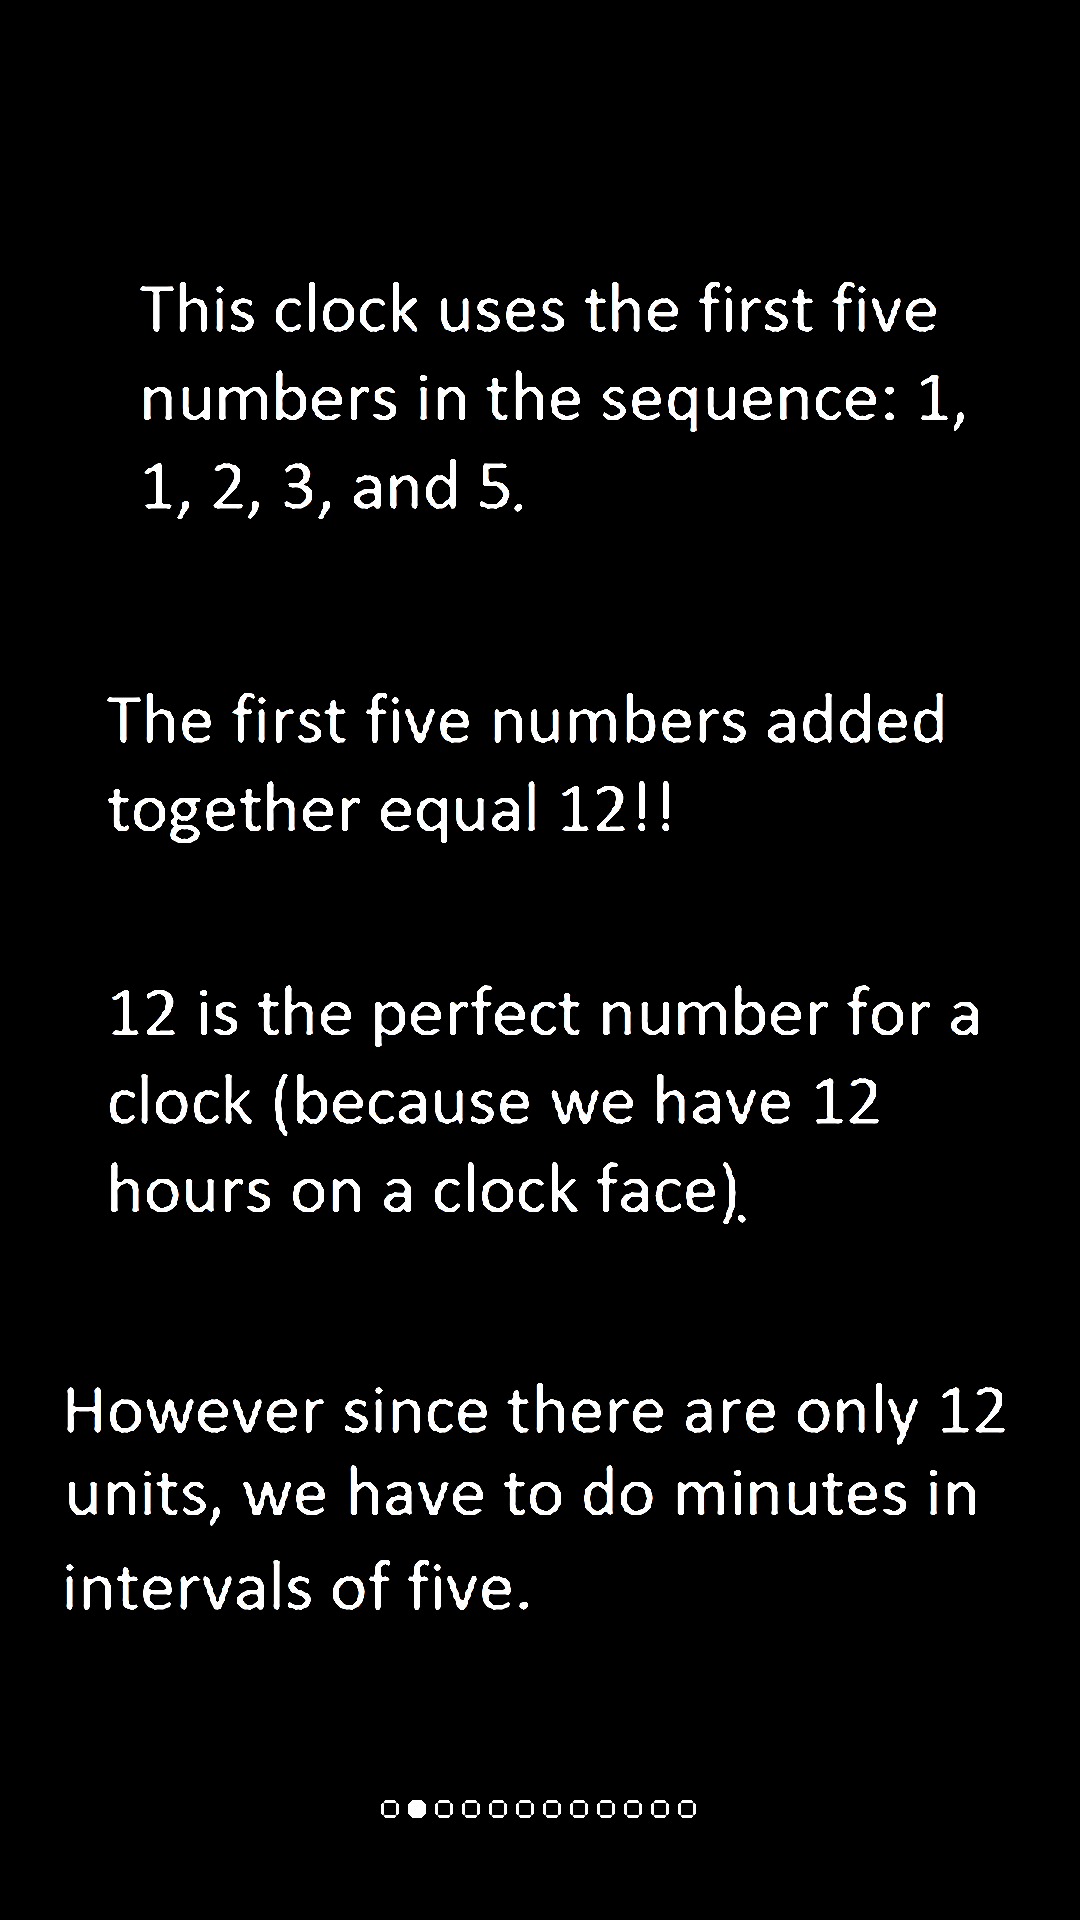 This clock uses the first five
numbers in the sequence: 1,
1, 2, 3, and 5.
The first five numbers added
together equal 12!!
12 is the perfect number for a
clock (because we have 12
hours on a clock face).
However since there are only 12
units, we have to do minutes in
intervals of five.